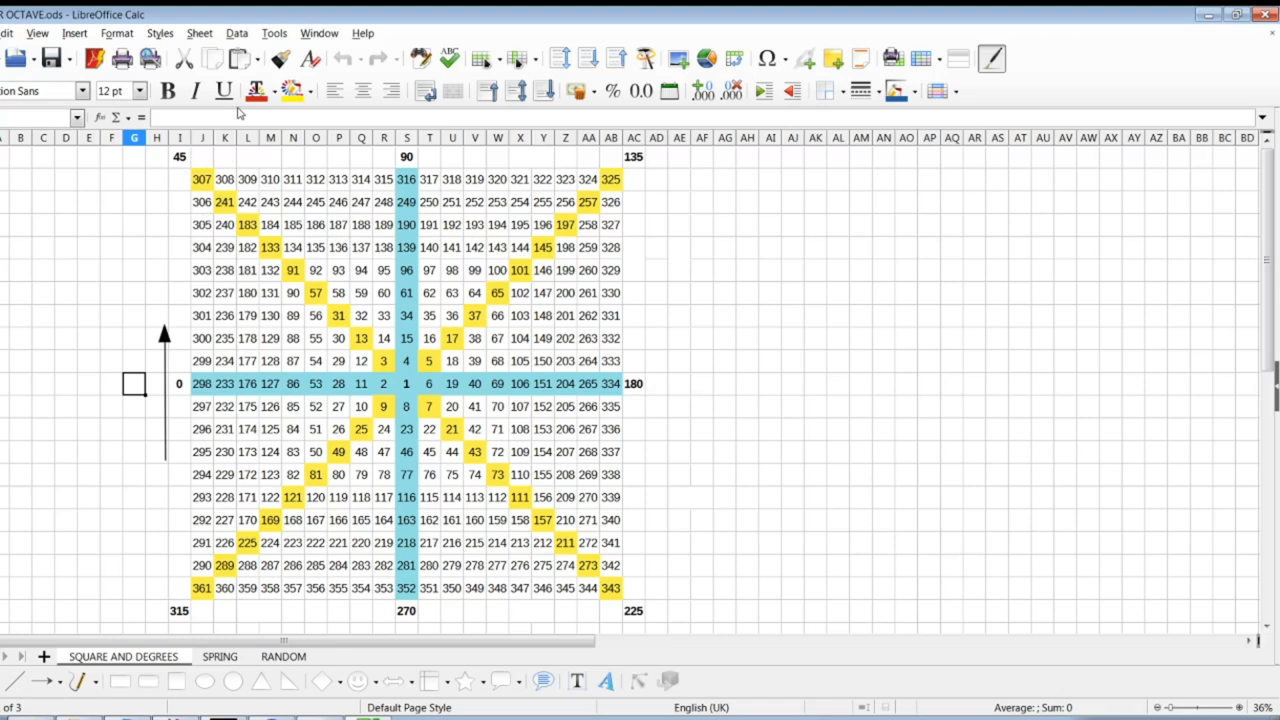 R OCTAVE.ods - LibreOffice Calc
dit View Insert Format Styles Sheet Data Tools Window Help
ion Sans 12 pt B I U % 0.0
fx Σ =
A B C D E F G H I J K L M N O P Q R S T U V W X Y Z AA AB AC AD AE AF AG AH AI AJ AK AL AM AN AO AP AQ AR AS AT AU AV AW AX AY AZ BA BB BC BD
45 90 135
307 308 309 310 311 312 313 314 315 316 317 318 319 320 321 322 323 324 325
306 241 242 243 244 245 246 247 248 249 250 251 252 253 254 255 256 257 326
305 240 183 184 185 186 187 188 189 190 191 192 193 194 195 196 197 258 327
304 239 182 133 134 135 136 137 138 139 140 141 142 143 144 145 198 259 328
303 238 181 132 91 92 93 94 95 96 97 98 99 100 101 146 199 260 329
302 237 180 131 90 57 58 59 60 61 62 63 64 65 102 147 200 261 330
301 236 179 130 89 56 31 32 33 34 35 36 37 66 103 148 201 262 331
300 235 178 129 88 55 30 13 14 15 16 17 38 67 104 149 202 263 332
299 234 177 128 87 54 29 12 3 4 5 18 39 68 105 150 203 264 333
0 298 233 176 127 86 53 28 11 2 1 6 19 40 69 106 151 204 265 334 180
297 232 175 126 85 52 27 10 9 8 7 20 41 70 107 152 205 266 335
296 231 174 125 84 51 26 25 24 23 22 21 42 71 108 153 206 267 336
295 230 173 124 83 50 49 48 47 46 45 44 43 72 109 154 207 268 337
294 229 172 123 82 81 80 79 78 77 76 75 74 73 110 155 208 269 338
293 228 171 122 121 120 119 118 117 116 115 114 113 112 111 156 209 270 339
292 227 170 169 168 167 166 165 164 163 162 161 160 159 158 157 210 271 340
291 226 225 224 223 222 221 220 219 218 217 216 215 214 213 212 211 272 341
290 289 288 287 286 285 284 283 282 281 280 279 278 277 276 275 274 273 342
361 360 359 358 357 356 355 354 353 352 351 350 349 348 347 346 345 344 343
315 270 225
SQUARE AND DEGREES SPRING RANDOM
of 3 Default Page Style English (UK) Average: ; Sum: 0 36%